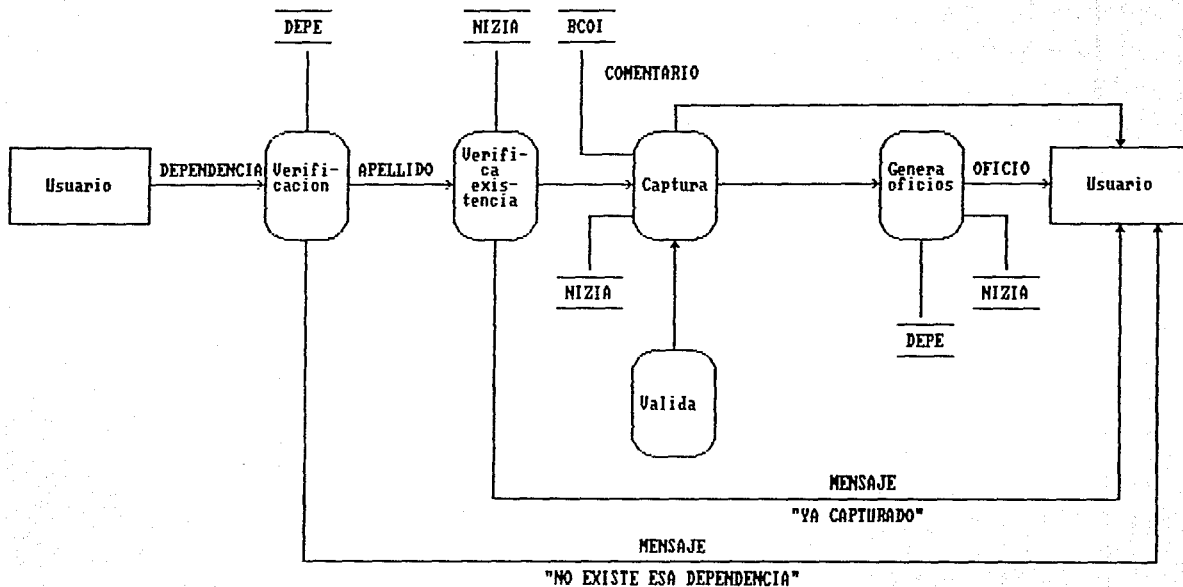 DEPE
NIZIA
BCOI
COMENTARIO
Usuario
DEPENDENCIA
Verifi-
cacion
APELLIDO
Verifi-
ca
exis-
tencia
Captura
Genera
oficios
OFICIO
Usuario
NIZIA
NIZIA
DEPE
Valida
MENSAJE
"YA CAPTURADO"
MENSAJE
"NO EXISTE ESA DEPENDENCIA"